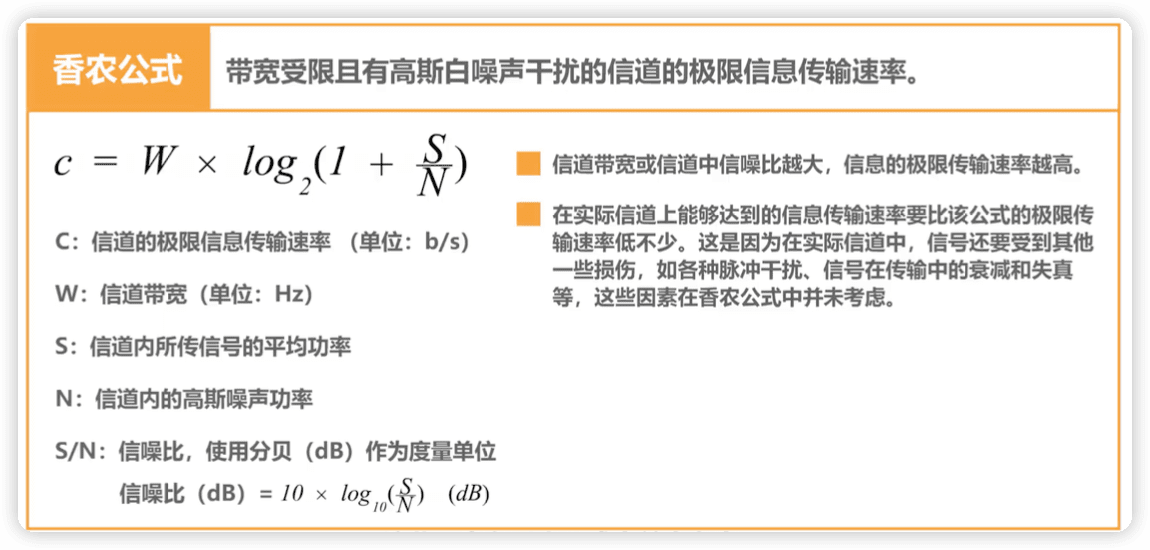 香农公式
带宽受限且有高斯白噪声干扰的信道的极限信息传输速率。
c = W × log₂(1 + S/N)
C：信道的极限信息传输速率 （单位：b/s）
W：信道带宽（单位：Hz）
S：信道内所传信号的平均功率
N：信道内的高斯噪声功率
S/N：信噪比，使用分贝（dB）作为度量单位
信噪比（dB）= 10 × log₁₀(S/N) (dB)
信道带宽或信道中信噪比越大，信息的极限传输速率越高。
在实际信道上能够达到的信息传输速率要比该公式的极限传
输速率低不少。这是因为在实际信道中，信号还要受到其他
一些损伤，如各种脉冲干扰、信号在传输中的衰减和失真
等，这些因素在香农公式中并未考虑。